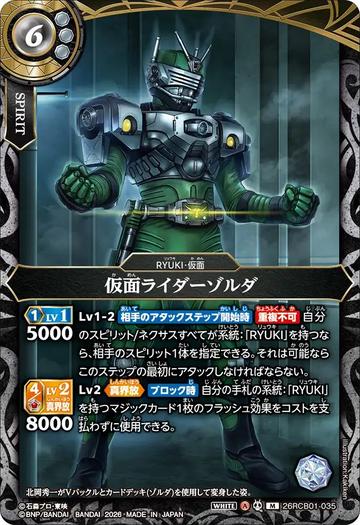 6
SPIRIT
RYUKI・仮面
仮面ライダーゾルダ
1 LV1 5000
Lv1-2 相手のアタックステップ開始時 重複不可 自分
のスピリット/ネクサスすべてが系統:「RYUKI」を持つな
ら、相手のスピリット1体を指定できる。それは可能なら
このステップの最初にアタックしなければならない。
4 LV2 真界放 8000
Lv2 真界放 ブロック時 自分の手札の系統:「RYUKI」
を持つマジックカード1枚のフラッシュ効果をコストを支
払わずに使用できる。
北岡秀一がVバックルとカードデッキ(ゾルダ)を使用して変身した姿。
©石森プロ・東映
©BNP/BANDAI, BANDAI 2026・MADE IN JAPAN
WHITE A M 26RCB01-035
Illustration:Kakken